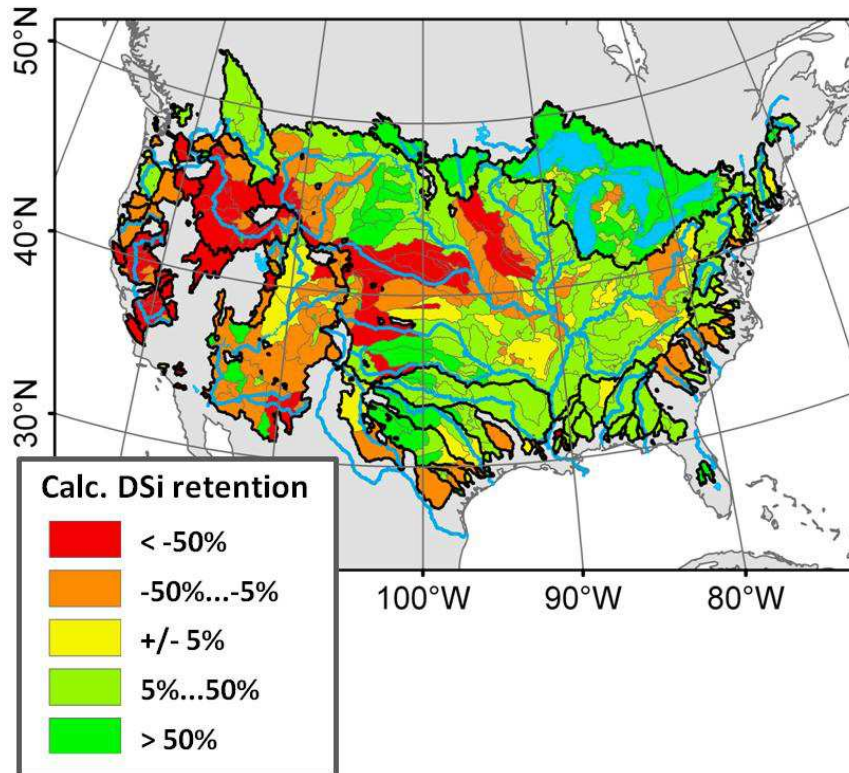 50°N
40°N
30°N
Calc. DSi retention
< -50%
-50%...-5%
+/- 5%
5%...50%
> 50%
100°W
90°W
80°W